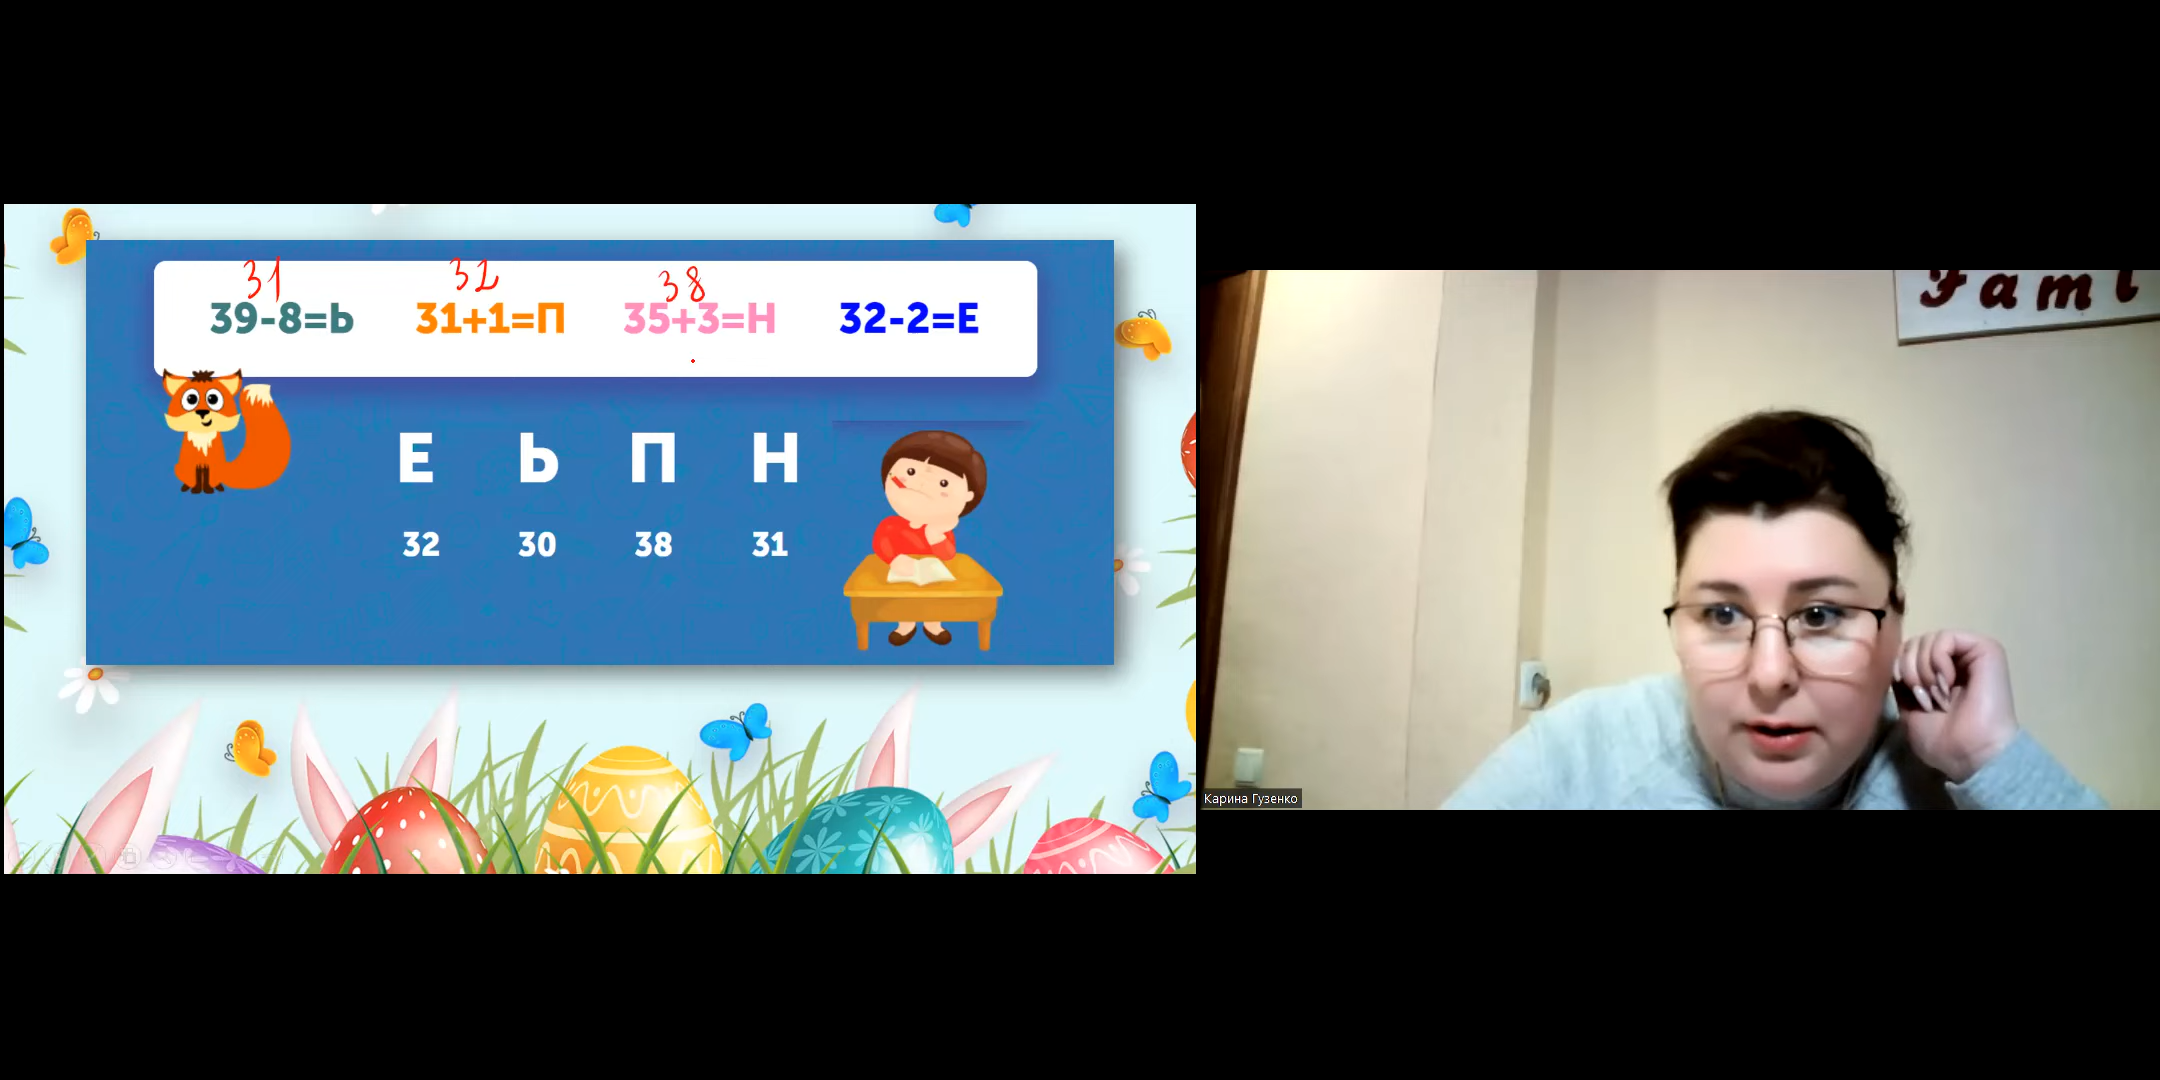 31 32 38
39-8=Ь 31+1=П 35+3=Н 32-2=Е
Е Ь П Н
32 30 38 31
Fami
Карина Гузенко